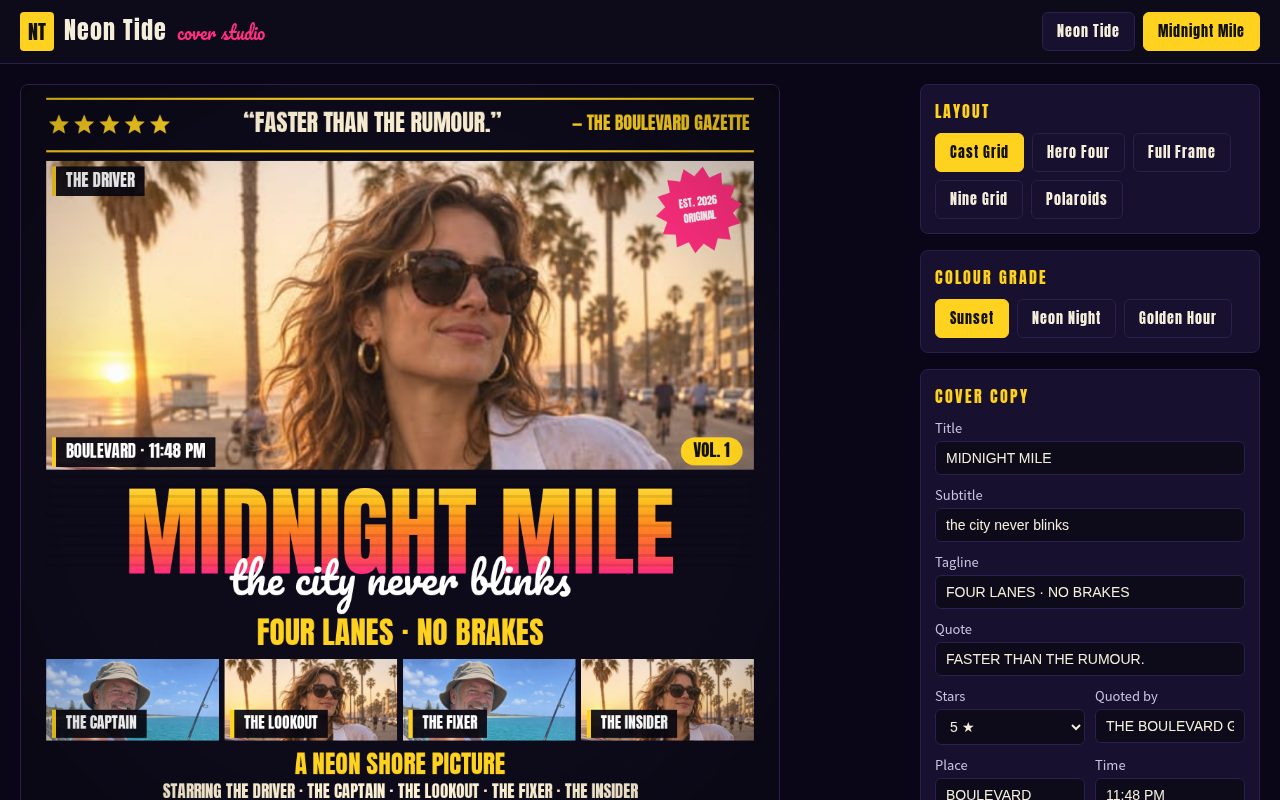 NT Neon Tide cover studio
Neon Tide
Midnight Mile
“FASTER THAN THE RUMOUR.”
– THE BOULEVARD GAZETTE
THE DRIVER
EST. 2026
ORIGINAL
BOULEVARD · 11:48 PM
VOL. 1
MIDNIGHT MILE
the city never blinks
FOUR LANES · NO BRAKES
THE CAPTAIN
THE LOOKOUT
THE FIXER
THE INSIDER
A NEON SHORE PICTURE
STARRING THE DRIVER · THE CAPTAIN · THE LOOKOUT · THE FIXER · THE INSIDER
LAYOUT
Cast Grid
Hero Four
Full Frame
Nine Grid
Polaroids
COLOUR GRADE
Sunset
Neon Night
Golden Hour
COVER COPY
Title
MIDNIGHT MILE
Subtitle
the city never blinks
Tagline
FOUR LANES · NO BRAKES
Quote
FASTER THAN THE RUMOUR.
Stars
Quoted by
5 ★
THE BOULEVARD G
Place
Time
BOULEVARD
11:48 PM